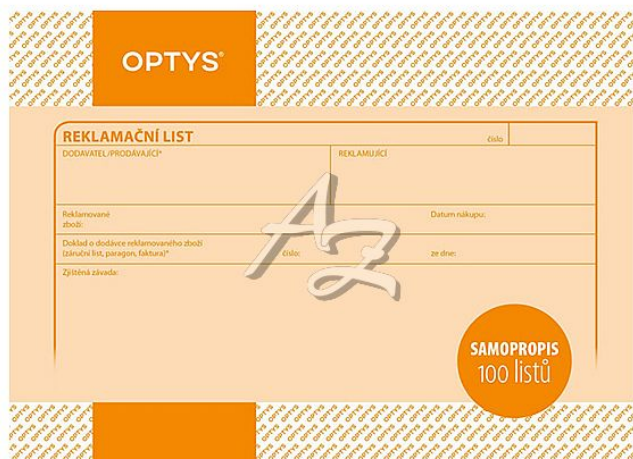 OPTYS®
REKLAMAČNÍ LIST
číslo
DODAVATEL/PRODÁVAJÍCÍ*
REKLAMUJÍCÍ
Reklamované
zboží:
Datum nákupu:
Doklad o dodávce reklamovaného zboží
(záruční list, paragon, faktura)*
číslo:
ze dne:
Zjištěná závada:
AZ
SAMOPROPIS
100 listů